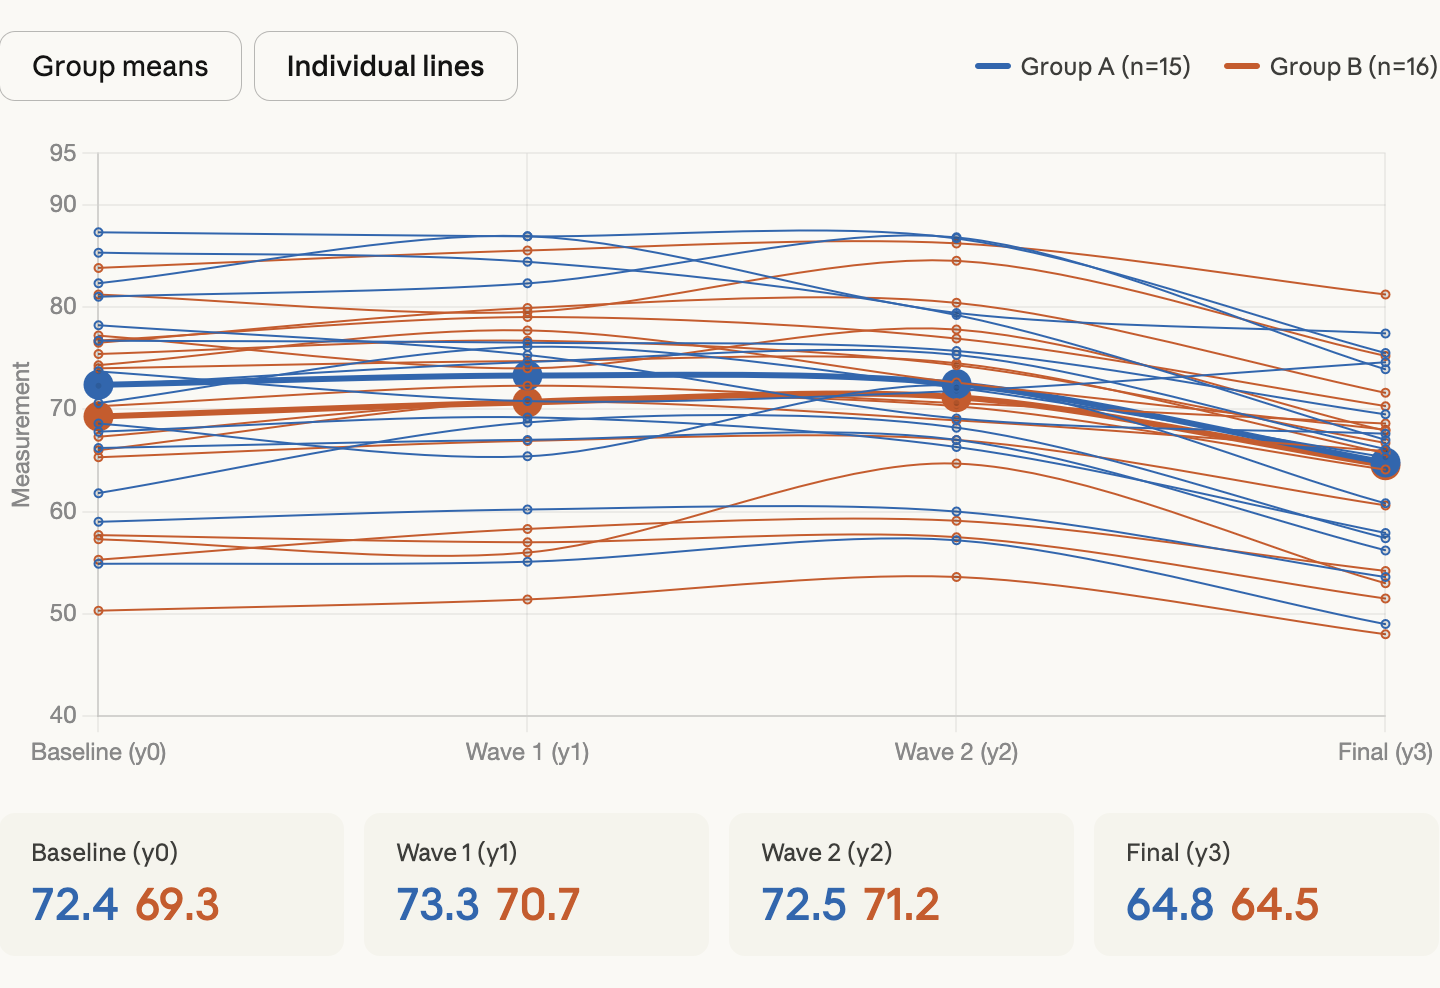 Group means
Individual lines
Group A (n=15)
Group B (n=16)
Measurement
95
90
80
70
60
50
40
Baseline (y0)
Wave 1 (y1)
Wave 2 (y2)
Final (y3)
Baseline (y0)
72.4 69.3
Wave 1 (y1)
73.3 70.7
Wave 2 (y2)
72.5 71.2
Final (y3)
64.8 64.5